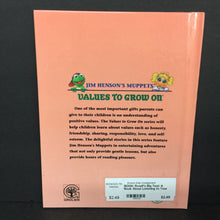 JIM HENSON'S MUPPETS
VALUES TO GROW ON
One of the most important gifts parents can
give to their children is an understanding of
positive values. The Values to Grow On series will
help children learn about values such as honesty
friendship, sharing, responsibility, love, and self-
esteem. The delightful stories in this series feature
Jim Henson's Muppets in entertaining adventures
that not only provide gentle lessons, but also
provide hours of reading pleasure.
GROLIER
$2.49
$2.49